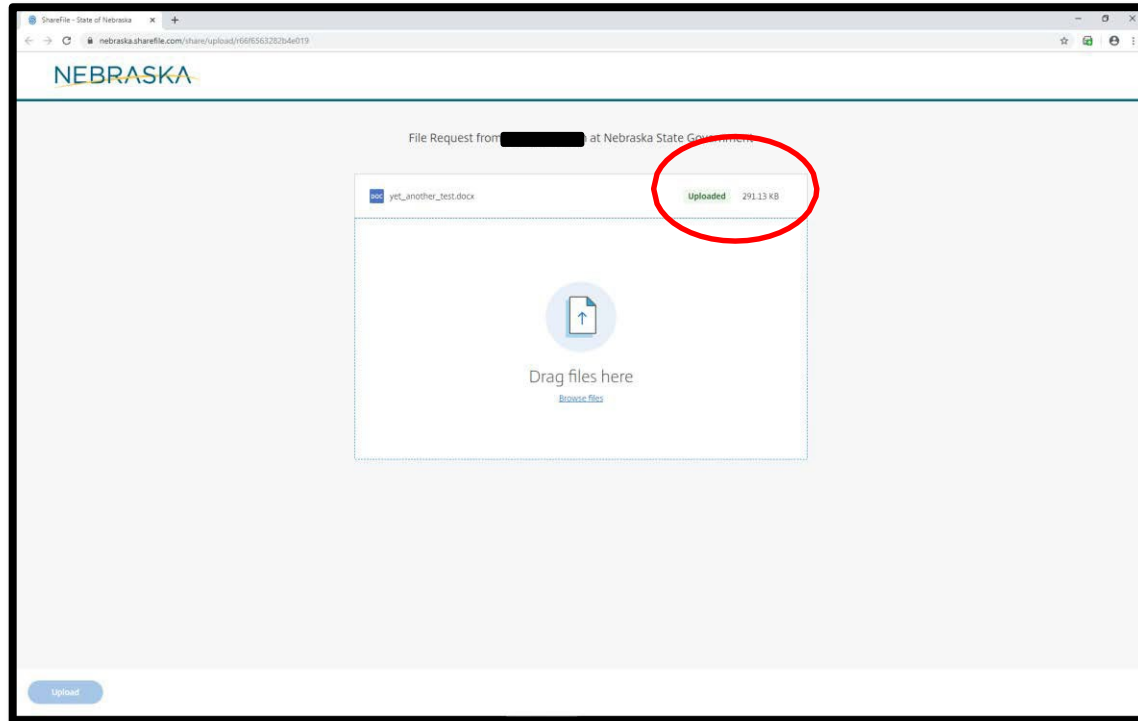 ShareFile - State of Nebraska
nebraska.sharefile.com/share/upload/r66f6563282b4e019
NEBRASKA
File Request from at Nebraska State Government
DOC yet_another_test.docx Uploaded 291.13 KB
Drag files here
Browse files
Upload